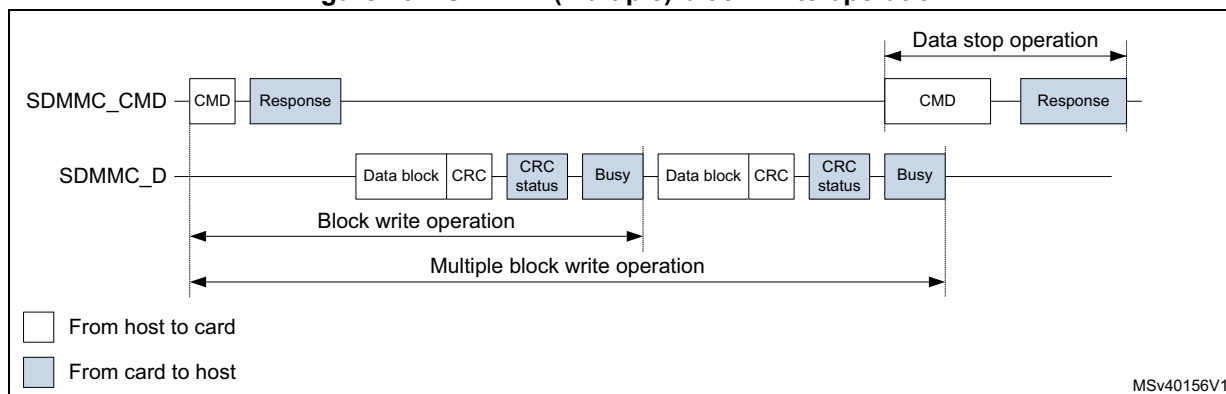 Data stop operation
SDMMC_CMD CMD Response CMD Response
SDMMC_D Data block CRC CRC status Busy Data block CRC CRC status Busy
Block write operation
Multiple block write operation
From host to card
From card to host
MSv40156V1